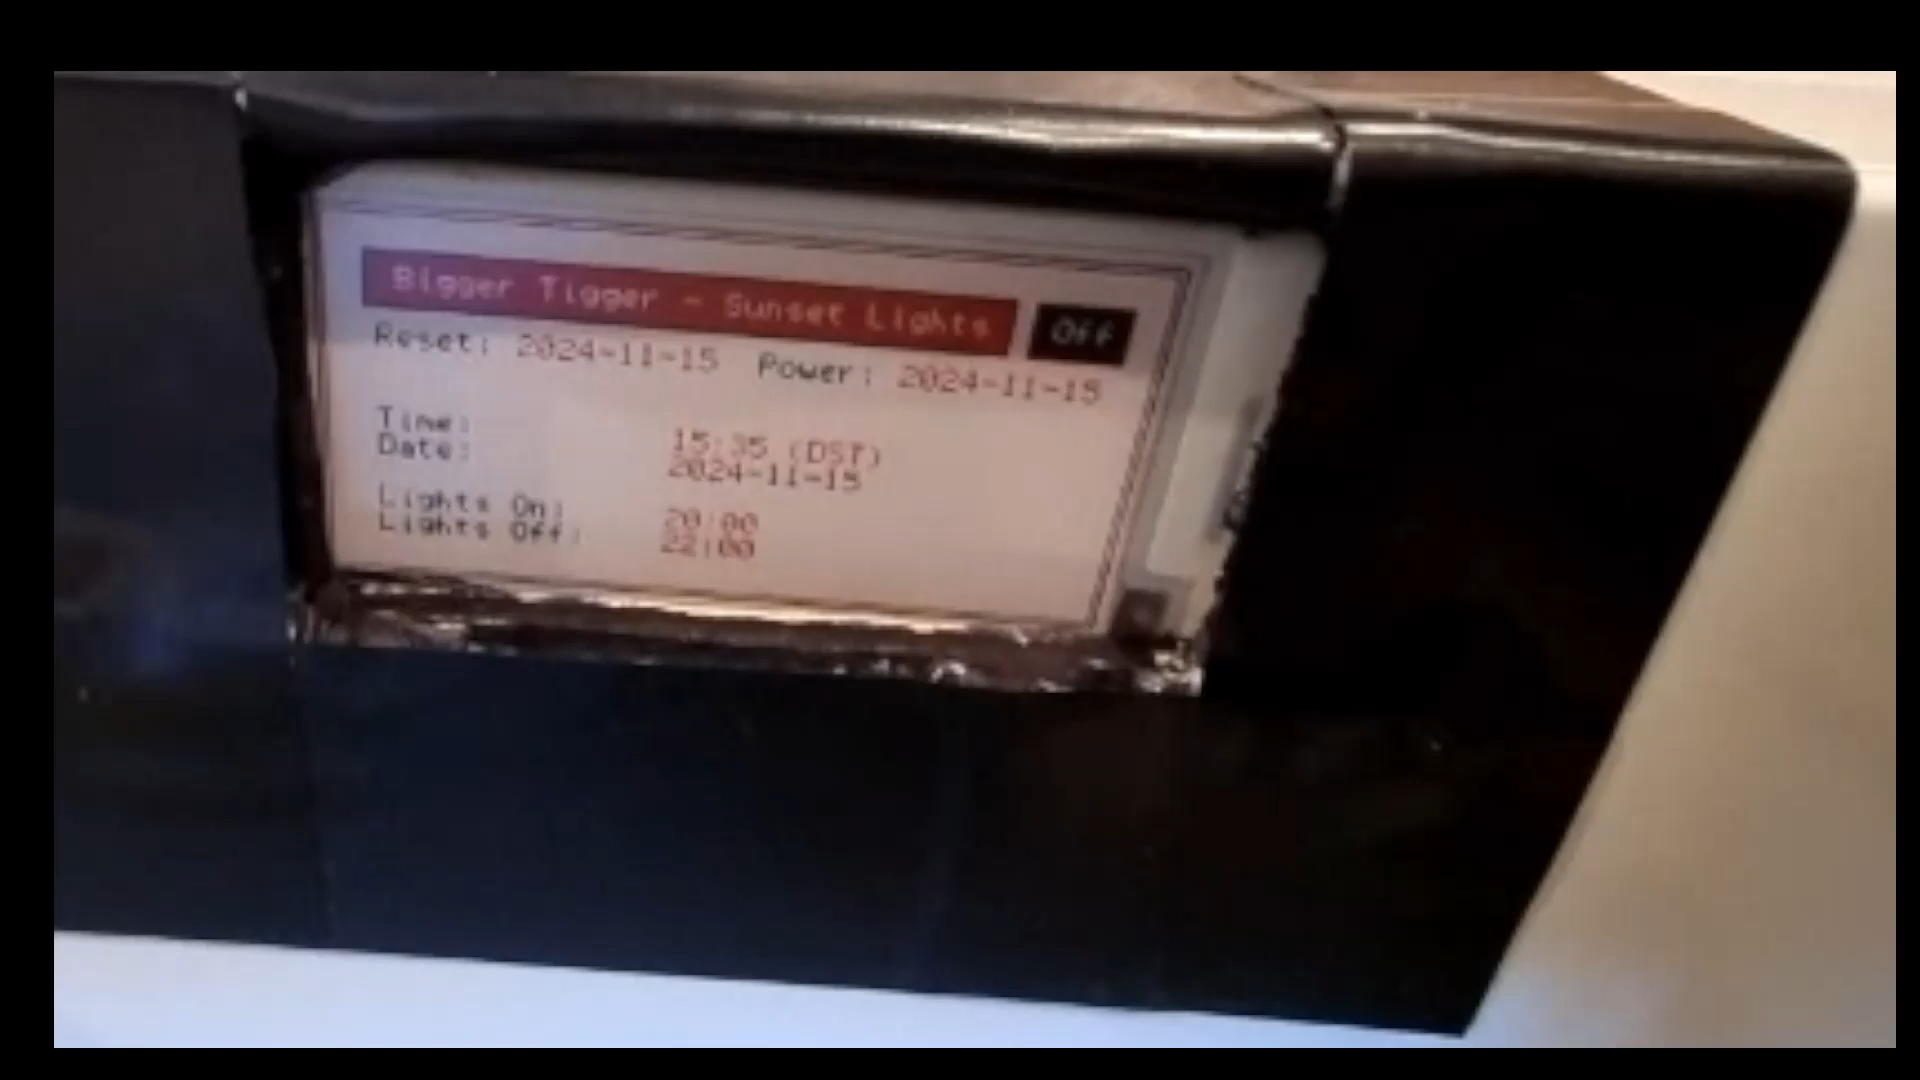 Bigger Tigger - Sunset Lights Off
Reset: 2024-11-15 Power: 2024-11-15
Time: 15:35 (DST)
Date: 2024-11-15
Lights On: 20:00
Lights Off: 22:00